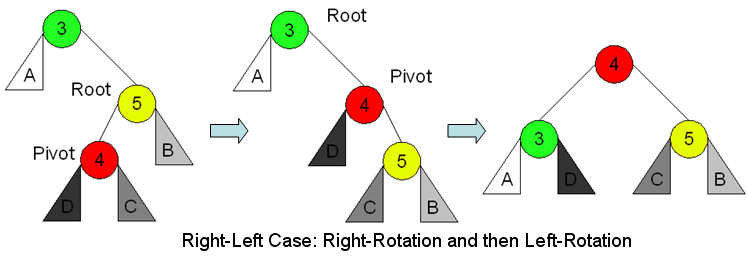 3 Root
3 Root
A
A
Root
5
Pivot
4
4
Pivot
4
B
D
5
3
5
D
C
C
B
A
D
C
B
Right-Left Case: Right-Rotation and then Left-Rotation